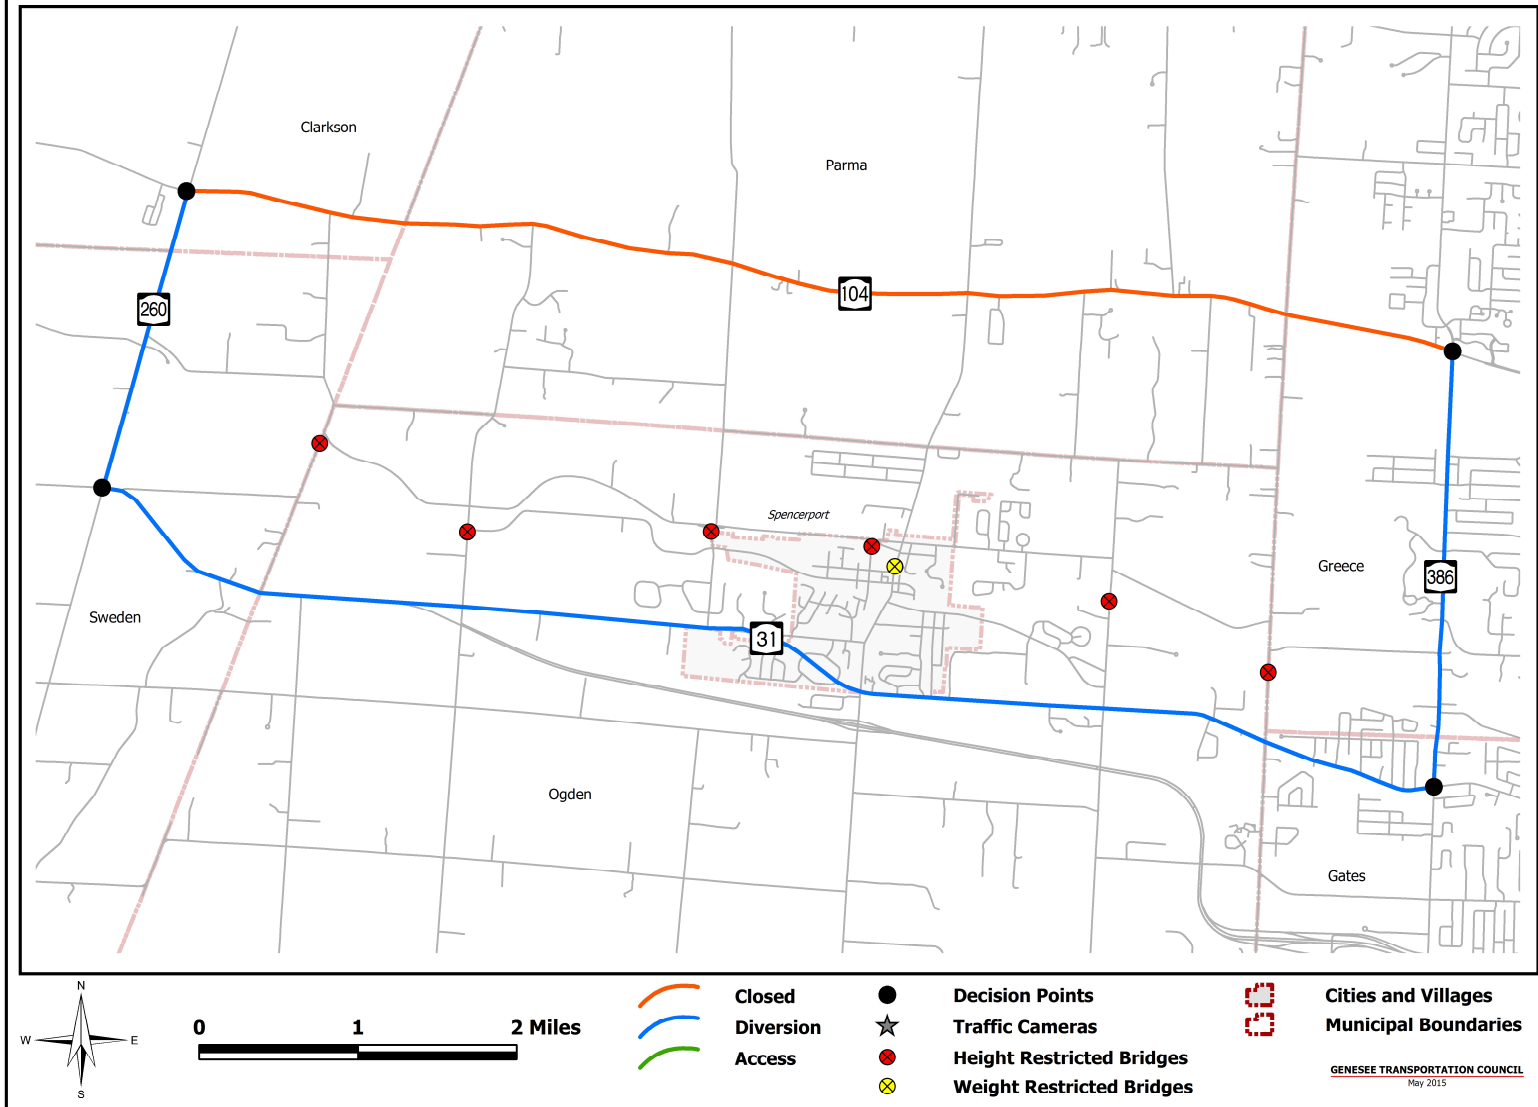 Clarkson
Parma
104
260
Spencerport
Greece
386
Sweden
31
Ogden
Gates
N
W E
S
0 1 2 Miles
Closed
Diversion
Access
Decision Points
Traffic Cameras
Height Restricted Bridges
Weight Restricted Bridges
Cities and Villages
Municipal Boundaries
GENESEE TRANSPORTATION COUNCIL
May 2015